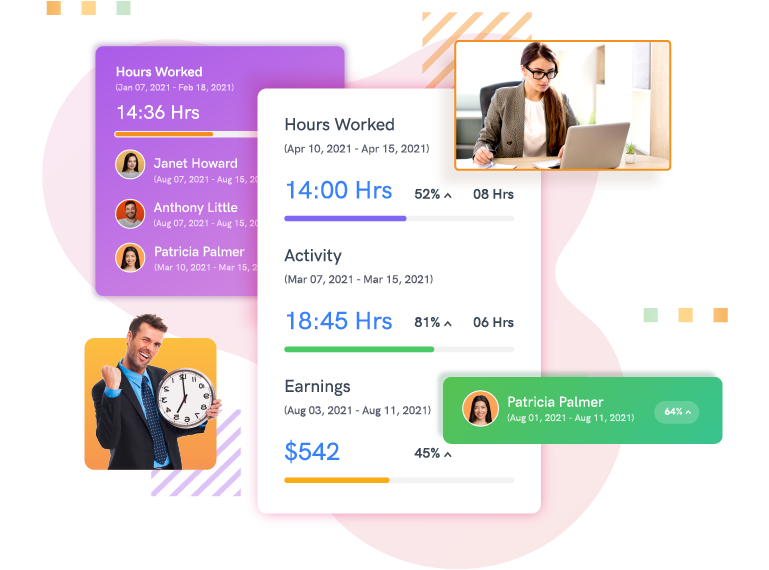 Hours Worked
(Jan 07, 2021 - Feb 18, 2021)
14:36 Hrs
Janet Howard
(Aug 07, 2021 - Aug 15, 20
Anthony Little
(Aug 07, 2021 - Aug 15, 20
Patricia Palmer
(Mar 10, 2021 - Mar 15, 2
Hours Worked
(Apr 10, 2021 - Apr 15, 2021)
14:00 Hrs 52% 08 Hrs
Activity
(Mar 07, 2021 - Mar 15, 2021)
18:45 Hrs 81% 06 Hrs
Earnings
(Aug 03, 2021 - Aug 11, 2021)
$542 45%
Patricia Palmer
(Aug 01, 2021 - Aug 11, 2021)
64%